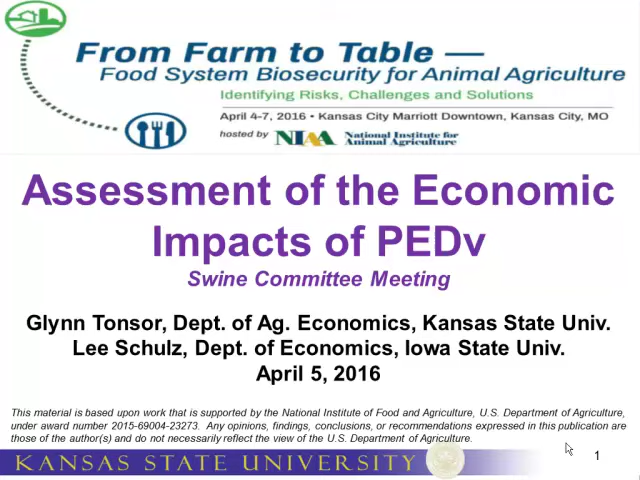 From Farm to Table —
Food System Biosecurity for Animal Agriculture
Identifying Risks, Challenges and Solutions
April 4-7, 2016 • Kansas City Marriott Downtown, Kansas City, MO
hosted by NIAA National Institute for
Animal Agriculture
Assessment of the Economic
Impacts of PEDv
Swine Committee Meeting
Glynn Tonsor, Dept. of Ag. Economics, Kansas State Univ.
Lee Schulz, Dept. of Economics, Iowa State Univ.
April 5, 2016
This material is based upon work that is supported by the National Institute of Food and Agriculture, U.S. Department of Agriculture,
under award number 2015-69004-23273. Any opinions, findings, conclusions, or recommendations expressed in this publication are
those of the author(s) and do not necessarily reflect the view of the U.S. Department of Agriculture.
KANSAS STATE UNIVERSITY
1